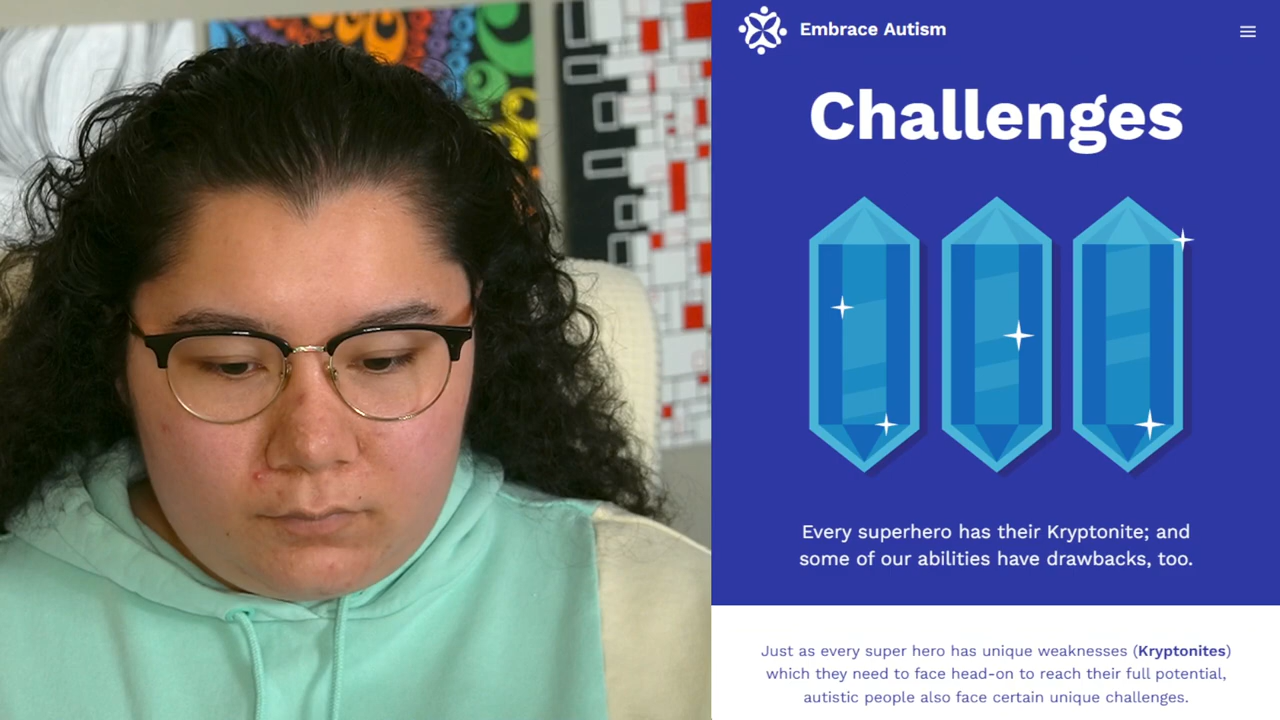 Embrace Autism
Challenges
Every superhero has their Kryptonite; and
some of our abilities have drawbacks, too.
Just as every super hero has unique weaknesses (Kryptonites)
which they need to face head-on to reach their full potential,
autistic people also face certain unique challenges.